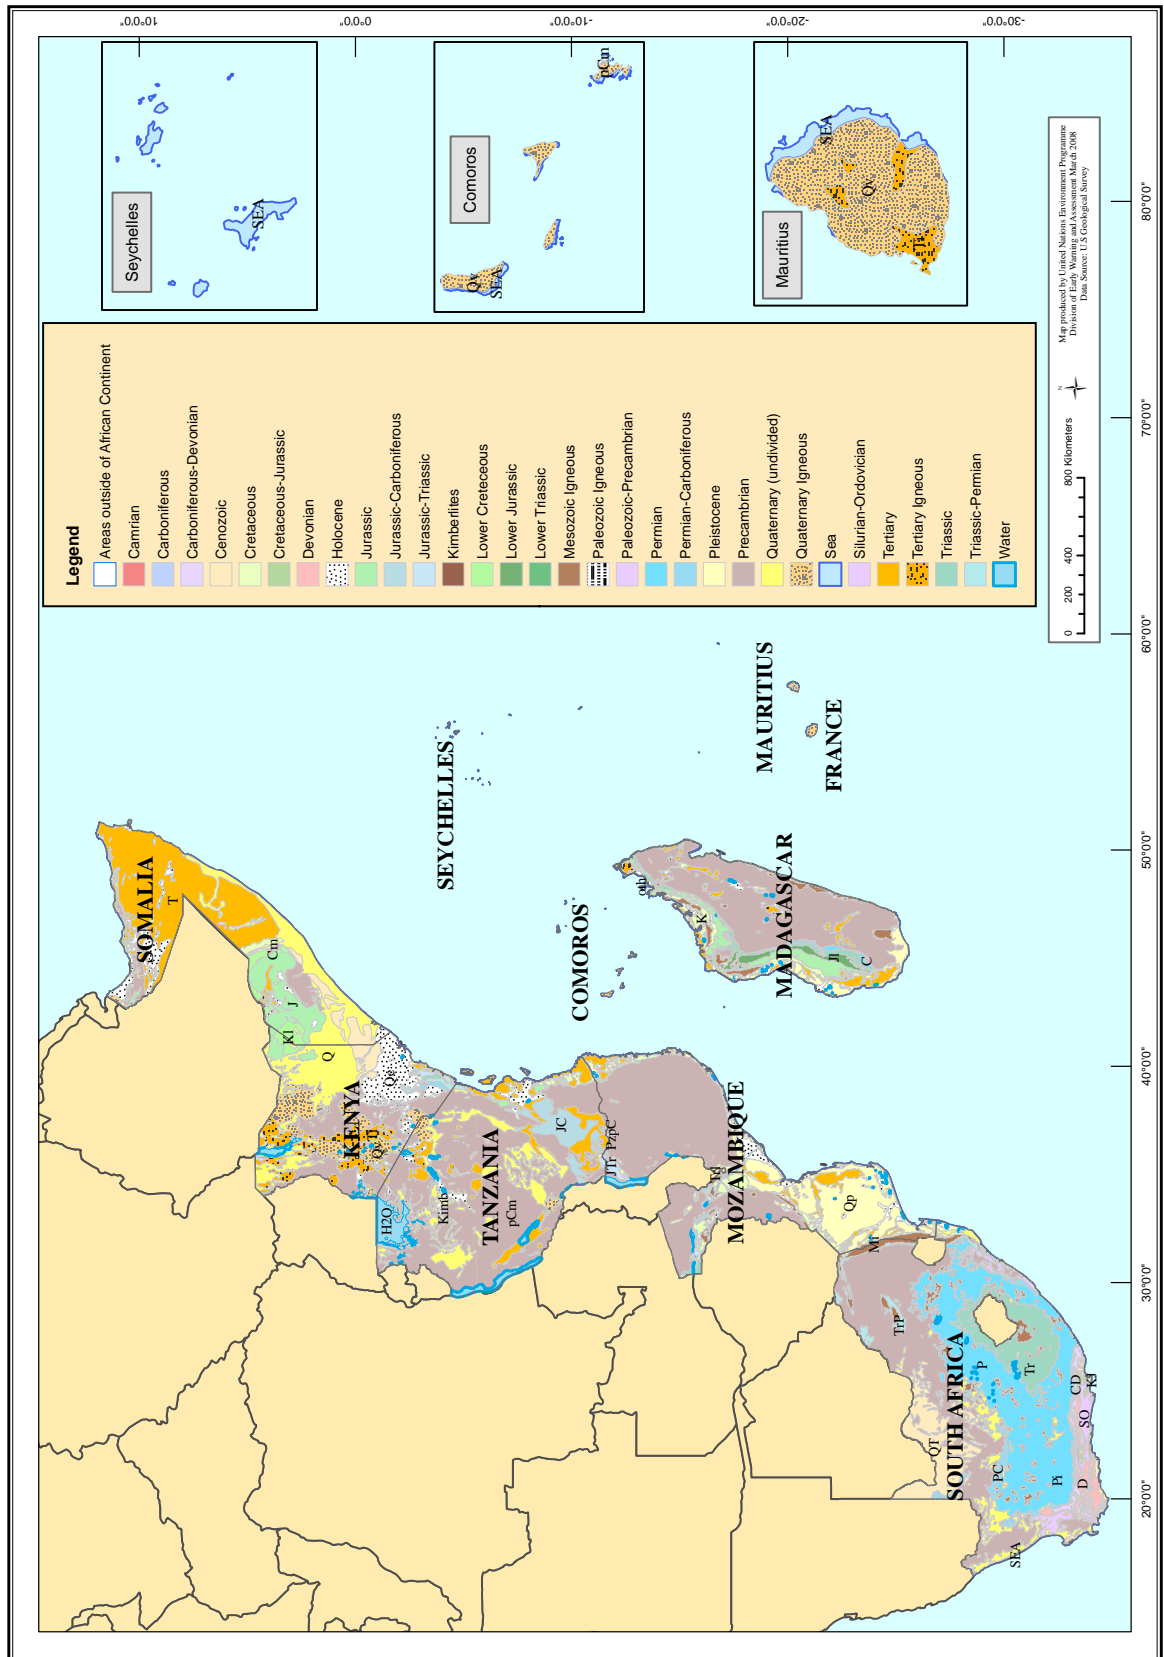 10°0'0"
0°0'0"
-10°0'0"
-20°0'0"
-30°0'0"
Seychelles
SEA
Comoros
Qv
SEA
pCm
Mauritius
SEA
Qv
Ti
Legend
Areas outside of African Continent
Camrian
Carboniferous
Carboniferous-Devonian
Cenozoic
Cretaceous
Cretaceous-Jurassic
Devonian
Holocene
Jurassic
Jurassic-Carboniferous
Jurassic-Triassic
Kimberlites
Lower Creteceous
Lower Jurassic
Lower Triassic
Mesozoic Igneous
Paleozoic Igneous
Paleozoic-Precambrian
Permian
Permian-Carboniferous
Pleistocene
Precambrian
Quaternary (undivided)
Quaternary Igneous
Sea
Silurian-Ordovician
Tertiary
Tertiary Igneous
Triassic
Triassic-Permian
Water
0 200 400 800 Kilometers
N
Map produced by United Nations Environment Programme
Division of Early Warning and Assessment March 2008
Data Source: U.S Geological Survey
20°0'0"
30°0'0"
40°0'0"
50°0'0"
60°0'0"
70°0'0"
80°0'0"
SOMALIA
T
Cm
J
Kl
Q
KENYA
Qe
Qv
Ti
H2O
Kimb
TANZANIA
pCm
JC
JTr
PzpC
SEYCHELLES
COMOROS
MAURITIUS
FRANCE
MADAGASCAR
oth
K
Jl
C
MOZAMBIQUE
Trl
Qp
Mi
SOUTH AFRICA
TrP
P
Tr
QT
PC
Pi
CD
KJ
SO
D
SEA